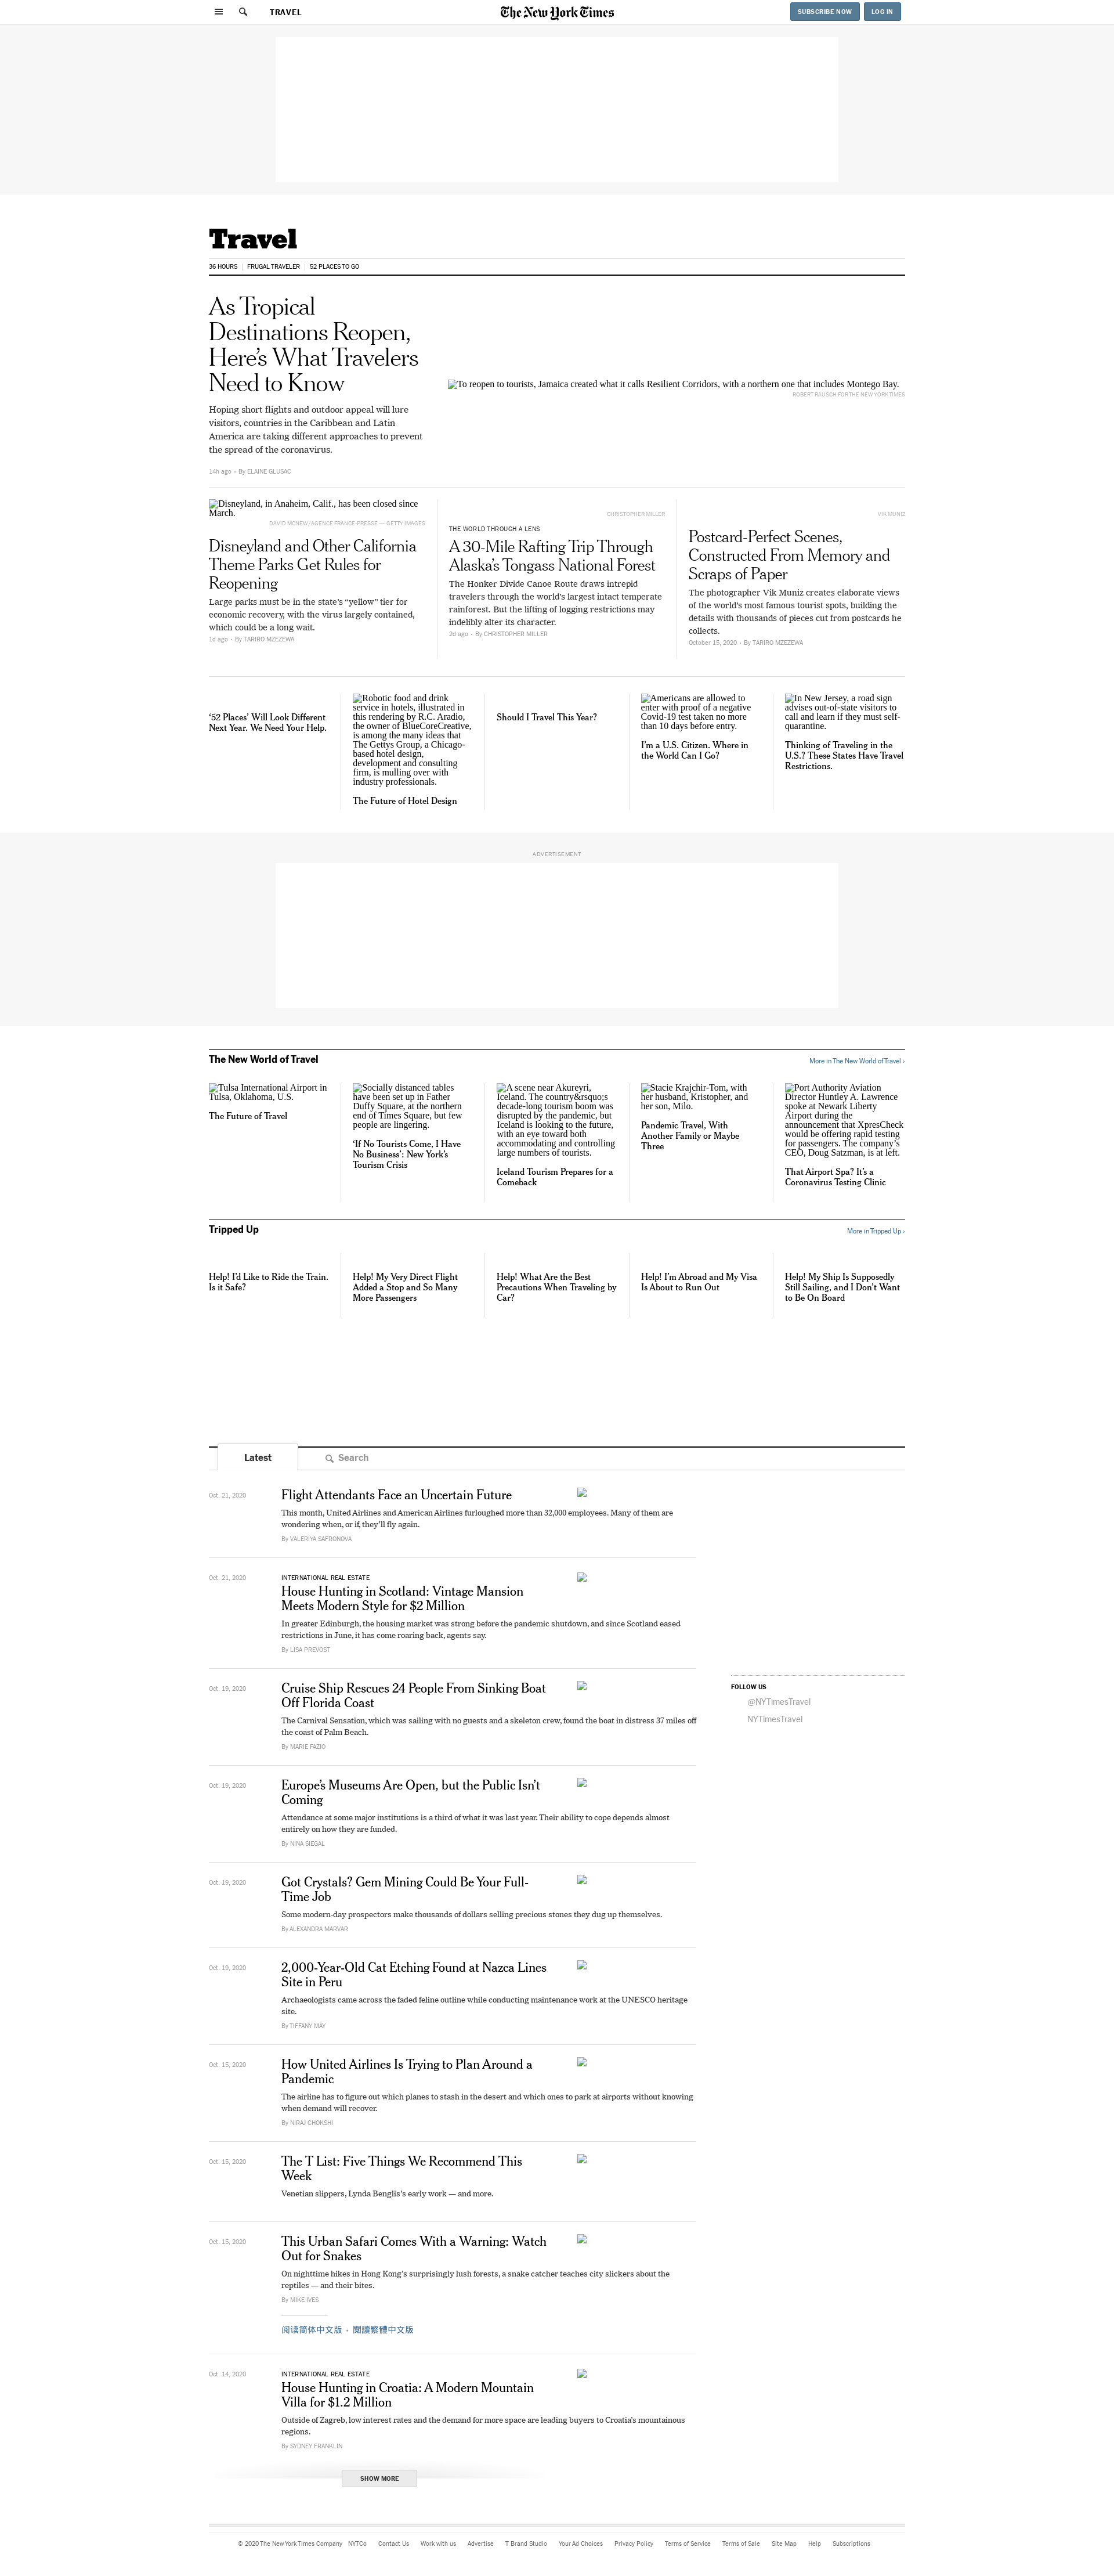 TRAVEL
The New York Times
SUBSCRIBE NOW
LOG IN
Travel
36 HOURS
FRUGAL TRAVELER
52 PLACES TO GO
As Tropical
Destinations Reopen,
Here’s What Travelers
Need to Know
Hoping short flights and outdoor appeal will lure
visitors, countries in the Caribbean and Latin
America are taking different approaches to prevent
the spread of the coronavirus.
14h ago • By ELAINE GLUSAC
To reopen to tourists, Jamaica created what it calls Resilient Corridors, with a northern one that includes Montego Bay.
ROBERT RAUSCH FOR THE NEW YORK TIMES
Disneyland, in Anaheim, Calif., has been closed since
March.
DAVID MCNEW/AGENCE FRANCE-PRESSE — GETTY IMAGES
Disneyland and Other California
Theme Parks Get Rules for
Reopening
Large parks must be in the state’s “yellow” tier for
economic recovery, with the virus largely contained,
which could be a long wait.
1d ago • By TARIRO MZEZEWA
CHRISTOPHER MILLER
THE WORLD THROUGH A LENS
A 30-Mile Rafting Trip Through
Alaska’s Tongass National Forest
The Honker Divide Canoe Route draws intrepid
travelers through the world’s largest intact temperate
rainforest. But the lifting of logging restrictions may
indelibly alter its character.
2d ago • By CHRISTOPHER MILLER
VIK MUNIZ
Postcard-Perfect Scenes,
Constructed From Memory and
Scraps of Paper
The photographer Vik Muniz creates elaborate views
of the world’s most famous tourist spots, building the
details with thousands of pieces cut from postcards he
collects.
October 15, 2020 • By TARIRO MZEZEWA
‘52 Places’ Will Look Different
Next Year. We Need Your Help.
Robotic food and drink
service in hotels, illustrated in
this rendering by R.C. Aradio,
the owner of BlueCoreCreative,
is among the many ideas that
The Gettys Group, a Chicago-
based hotel design,
development and consulting
firm, is mulling over with
industry professionals.
The Future of Hotel Design
Should I Travel This Year?
Americans are allowed to
enter with proof of a negative
Covid-19 test taken no more
than 10 days before entry.
I’m a U.S. Citizen. Where in
the World Can I Go?
In New Jersey, a road sign
advises out-of-state visitors to
call and learn if they must self-
quarantine.
Thinking of Traveling in the
U.S.? These States Have Travel
Restrictions.
ADVERTISEMENT
The New World of Travel
More in The New World of Travel ›
Tulsa International Airport in
Tulsa, Oklahoma, U.S.
The Future of Travel
Socially distanced tables
have been set up in Father
Duffy Square, at the northern
end of Times Square, but few
people are lingering.
‘If No Tourists Come, I Have
No Business’: New York’s
Tourism Crisis
A scene near Akureyri,
Iceland. The country&rsquo;s
decade-long tourism boom was
disrupted by the pandemic, but
Iceland is looking to the future,
with an eye toward both
accommodating and controlling
large numbers of tourists.
Iceland Tourism Prepares for a
Comeback
Stacie Krajchir-Tom, with
her husband, Kristopher, and
her son, Milo.
Pandemic Travel, With
Another Family or Maybe
Three
Port Authority Aviation
Director Huntley A. Lawrence
spoke at Newark Liberty
Airport during the
announcement that XpresCheck
would be offering rapid testing
for passengers. The company’s
CEO, Doug Satzman, is at left.
That Airport Spa? It’s a
Coronavirus Testing Clinic
Tripped Up
More in Tripped Up ›
Help! I’d Like to Ride the Train.
Is it Safe?
Help! My Very Direct Flight
Added a Stop and So Many
More Passengers
Help! What Are the Best
Precautions When Traveling by
Car?
Help! I’m Abroad and My Visa
Is About to Run Out
Help! My Ship Is Supposedly
Still Sailing, and I Don’t Want
to Be On Board
Latest
Search
Oct. 21, 2020
Flight Attendants Face an Uncertain Future
This month, United Airlines and American Airlines furloughed more than 32,000 employees. Many of them are
wondering when, or if, they’ll fly again.
By VALERIYA SAFRONOVA
Oct. 21, 2020
INTERNATIONAL REAL ESTATE
House Hunting in Scotland: Vintage Mansion
Meets Modern Style for $2 Million
In greater Edinburgh, the housing market was strong before the pandemic shutdown, and since Scotland eased
restrictions in June, it has come roaring back, agents say.
By LISA PREVOST
Oct. 19, 2020
Cruise Ship Rescues 24 People From Sinking Boat
Off Florida Coast
The Carnival Sensation, which was sailing with no guests and a skeleton crew, found the boat in distress 37 miles off
the coast of Palm Beach.
By MARIE FAZIO
FOLLOW US
@NYTimesTravel
NYTimesTravel
Oct. 19, 2020
Europe’s Museums Are Open, but the Public Isn’t
Coming
Attendance at some major institutions is a third of what it was last year. Their ability to cope depends almost
entirely on how they are funded.
By NINA SIEGAL
Oct. 19, 2020
Got Crystals? Gem Mining Could Be Your Full-
Time Job
Some modern-day prospectors make thousands of dollars selling precious stones they dug up themselves.
By ALEXANDRA MARVAR
Oct. 19, 2020
2,000-Year-Old Cat Etching Found at Nazca Lines
Site in Peru
Archaeologists came across the faded feline outline while conducting maintenance work at the UNESCO heritage
site.
By TIFFANY MAY
Oct. 15, 2020
How United Airlines Is Trying to Plan Around a
Pandemic
The airline has to figure out which planes to stash in the desert and which ones to park at airports without knowing
when demand will recover.
By NIRAJ CHOKSHI
Oct. 15, 2020
The T List: Five Things We Recommend This
Week
Venetian slippers, Lynda Benglis’s early work — and more.
Oct. 15, 2020
This Urban Safari Comes With a Warning: Watch
Out for Snakes
On nighttime hikes in Hong Kong’s surprisingly lush forests, a snake catcher teaches city slickers about the
reptiles — and their bites.
By MIKE IVES
阅读简体中文版 • 閱讀繁體中文版
Oct. 14, 2020
INTERNATIONAL REAL ESTATE
House Hunting in Croatia: A Modern Mountain
Villa for $1.2 Million
Outside of Zagreb, low interest rates and the demand for more space are leading buyers to Croatia’s mountainous
regions.
By SYDNEY FRANKLIN
SHOW MORE
© 2020 The New York Times Company NYTCo Contact Us Work with us Advertise T Brand Studio Your Ad Choices Privacy Policy Terms of Service Terms of Sale Site Map Help Subscriptions